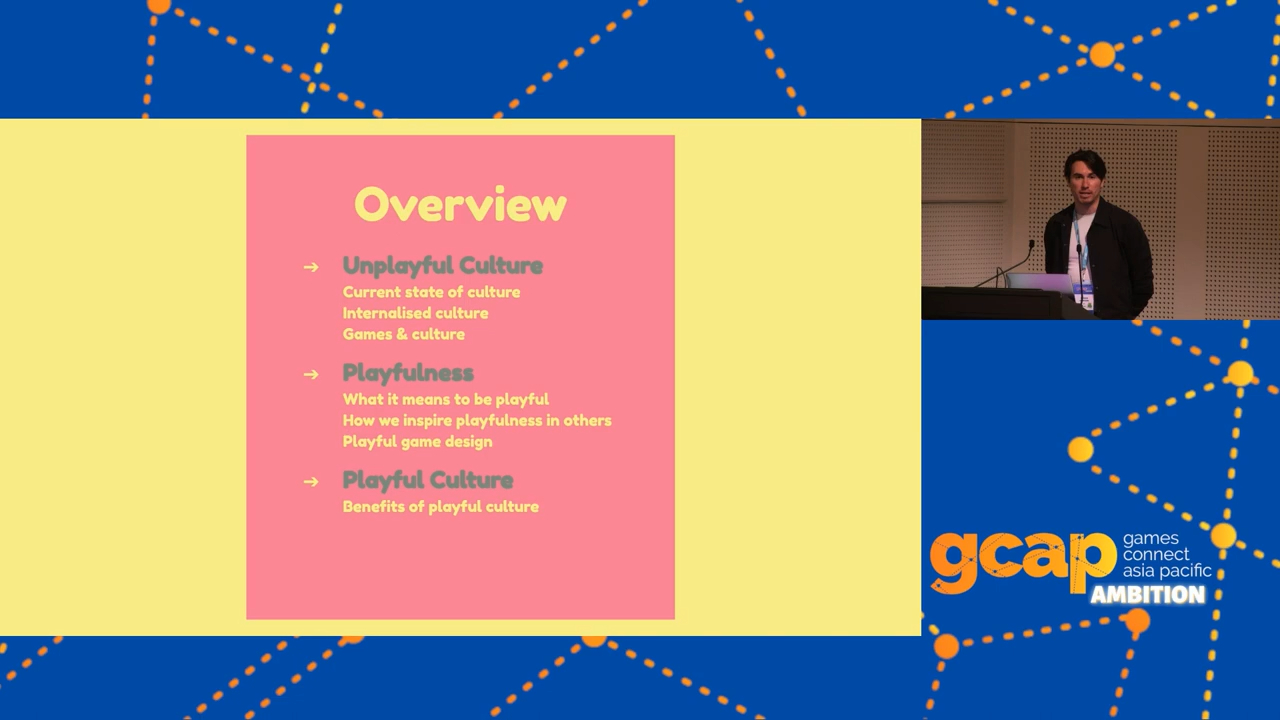 Overview
→ Unplayful Culture
Current state of culture
Internalised culture
Games & culture
→ Playfulness
What it means to be playful
How we inspire playfulness in others
Playful game design
→ Playful Culture
Benefits of playful culture
gcap
games
connect
asia pacific
AMBITION